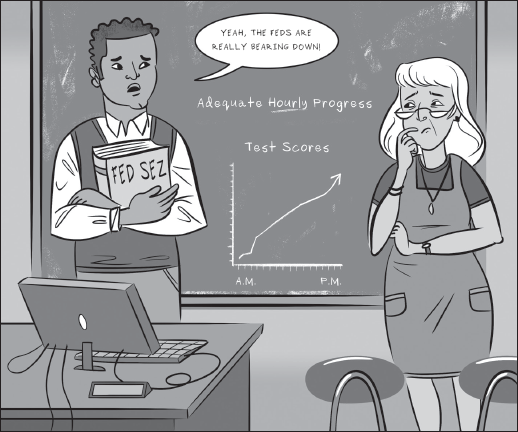 YEAH, THE FEDS ARE
REALLY BEARING DOWN!
Adequate Hourly Progress
Test Scores
FED SEZ
A.M. P.M.